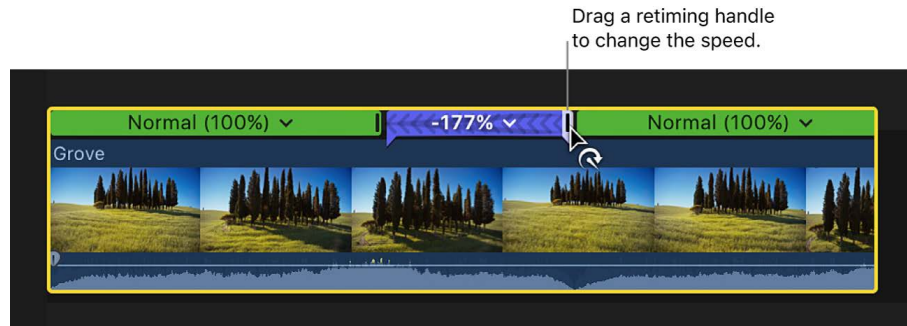 Drag a retiming handle
to change the speed.
Normal (100%)
-177%
Normal (100%)
Grove